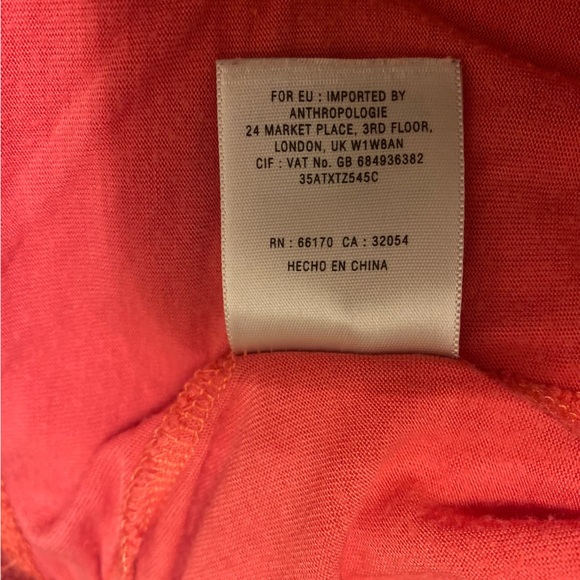 FOR EU : IMPORTED BY
ANTHROPOLOGIE
24 MARKET PLACE, 3RD FLOOR,
LONDON, UK W1W8AN
CIF : VAT No. GB 684936382
35ATXTZ545C
RN : 66170 CA : 32054
HECHO EN CHINA